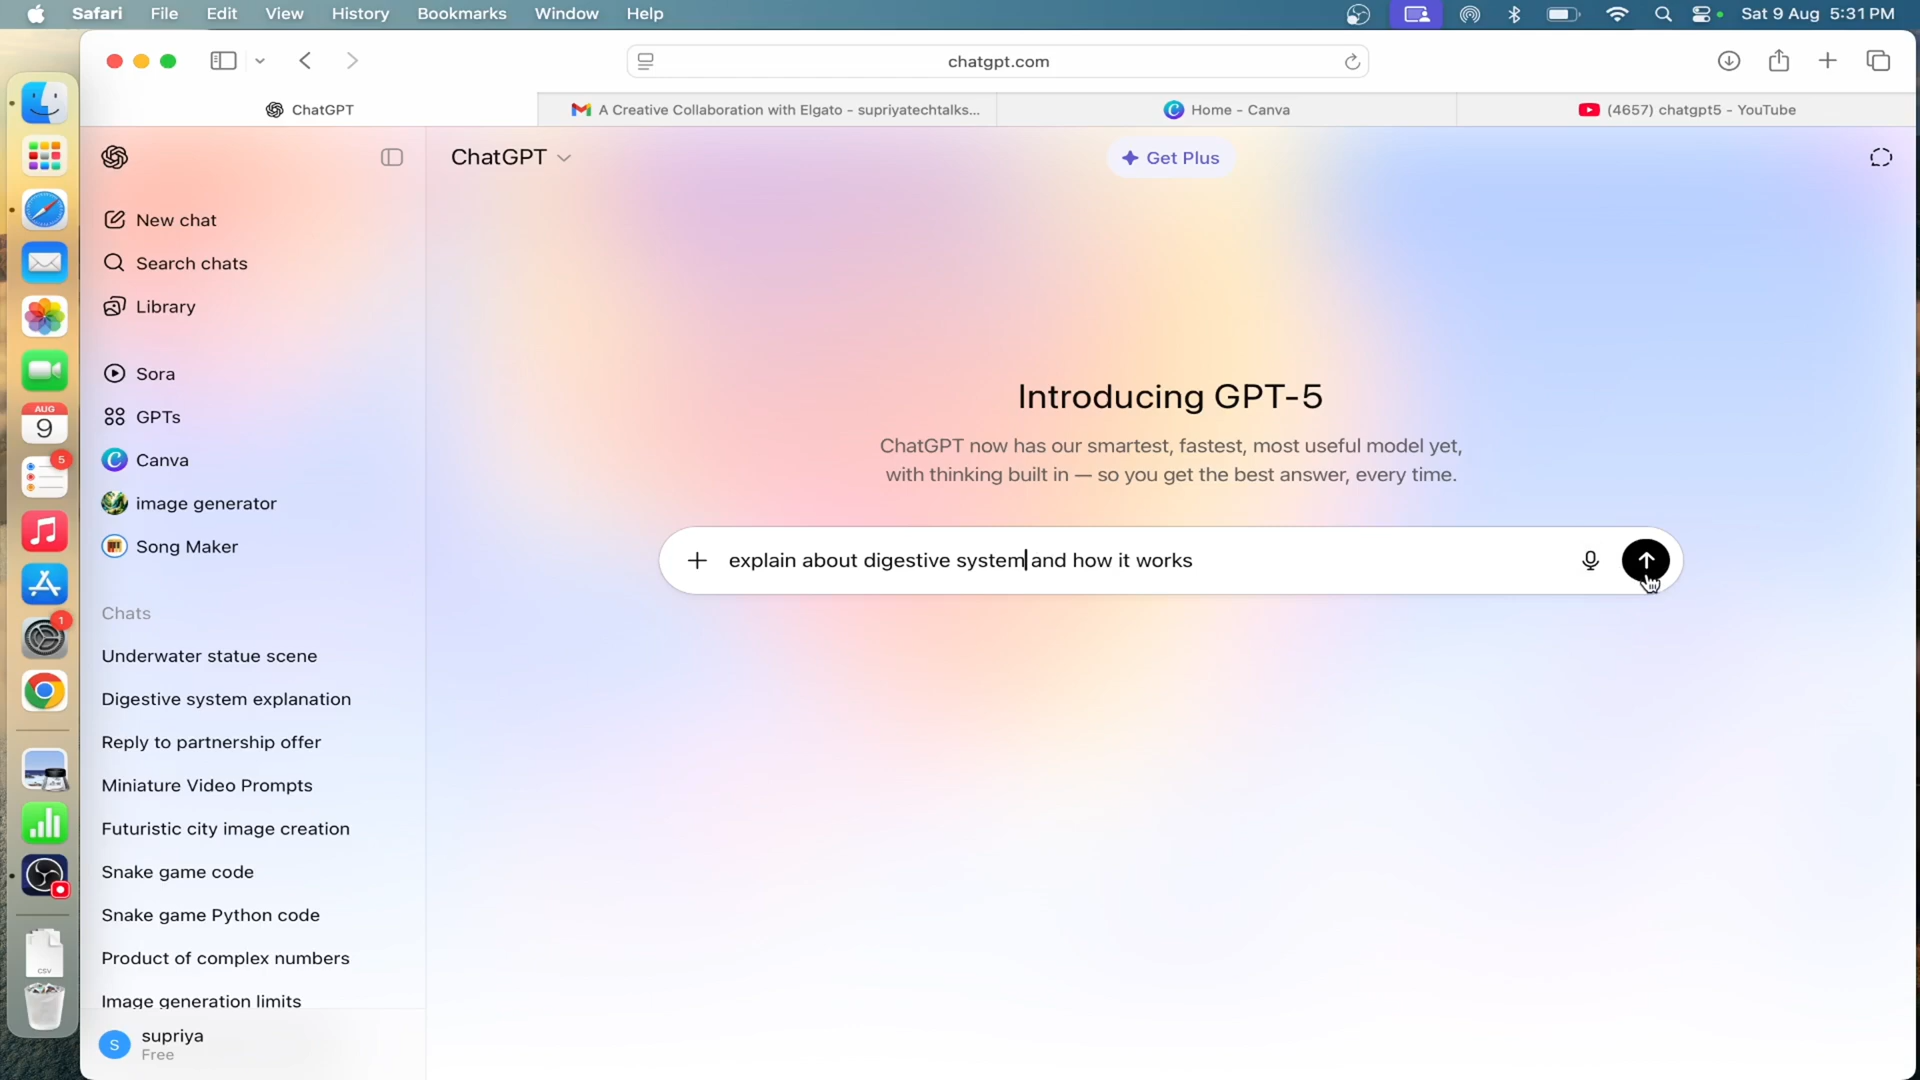 Safari File Edit View History Bookmarks Window Help
Sat 9 Aug 5:31 PM
chatgpt.com
ChatGPT
A Creative Collaboration with Elgato - supriyatechtalks...
Home - Canva
(4657) chatgpt5 - YouTube
ChatGPT
Get Plus
New chat
Search chats
Library
Sora
GPTs
Canva
image generator
Song Maker
Chats
Underwater statue scene
Digestive system explanation
Reply to partnership offer
Miniature Video Prompts
Futuristic city image creation
Snake game code
Snake game Python code
Product of complex numbers
Image generation limits
S
supriya
Free
Introducing GPT-5
ChatGPT now has our smartest, fastest, most useful model yet,
with thinking built in — so you get the best answer, every time.
explain about digestive system and how it works
AUG
9
5
1
CSV